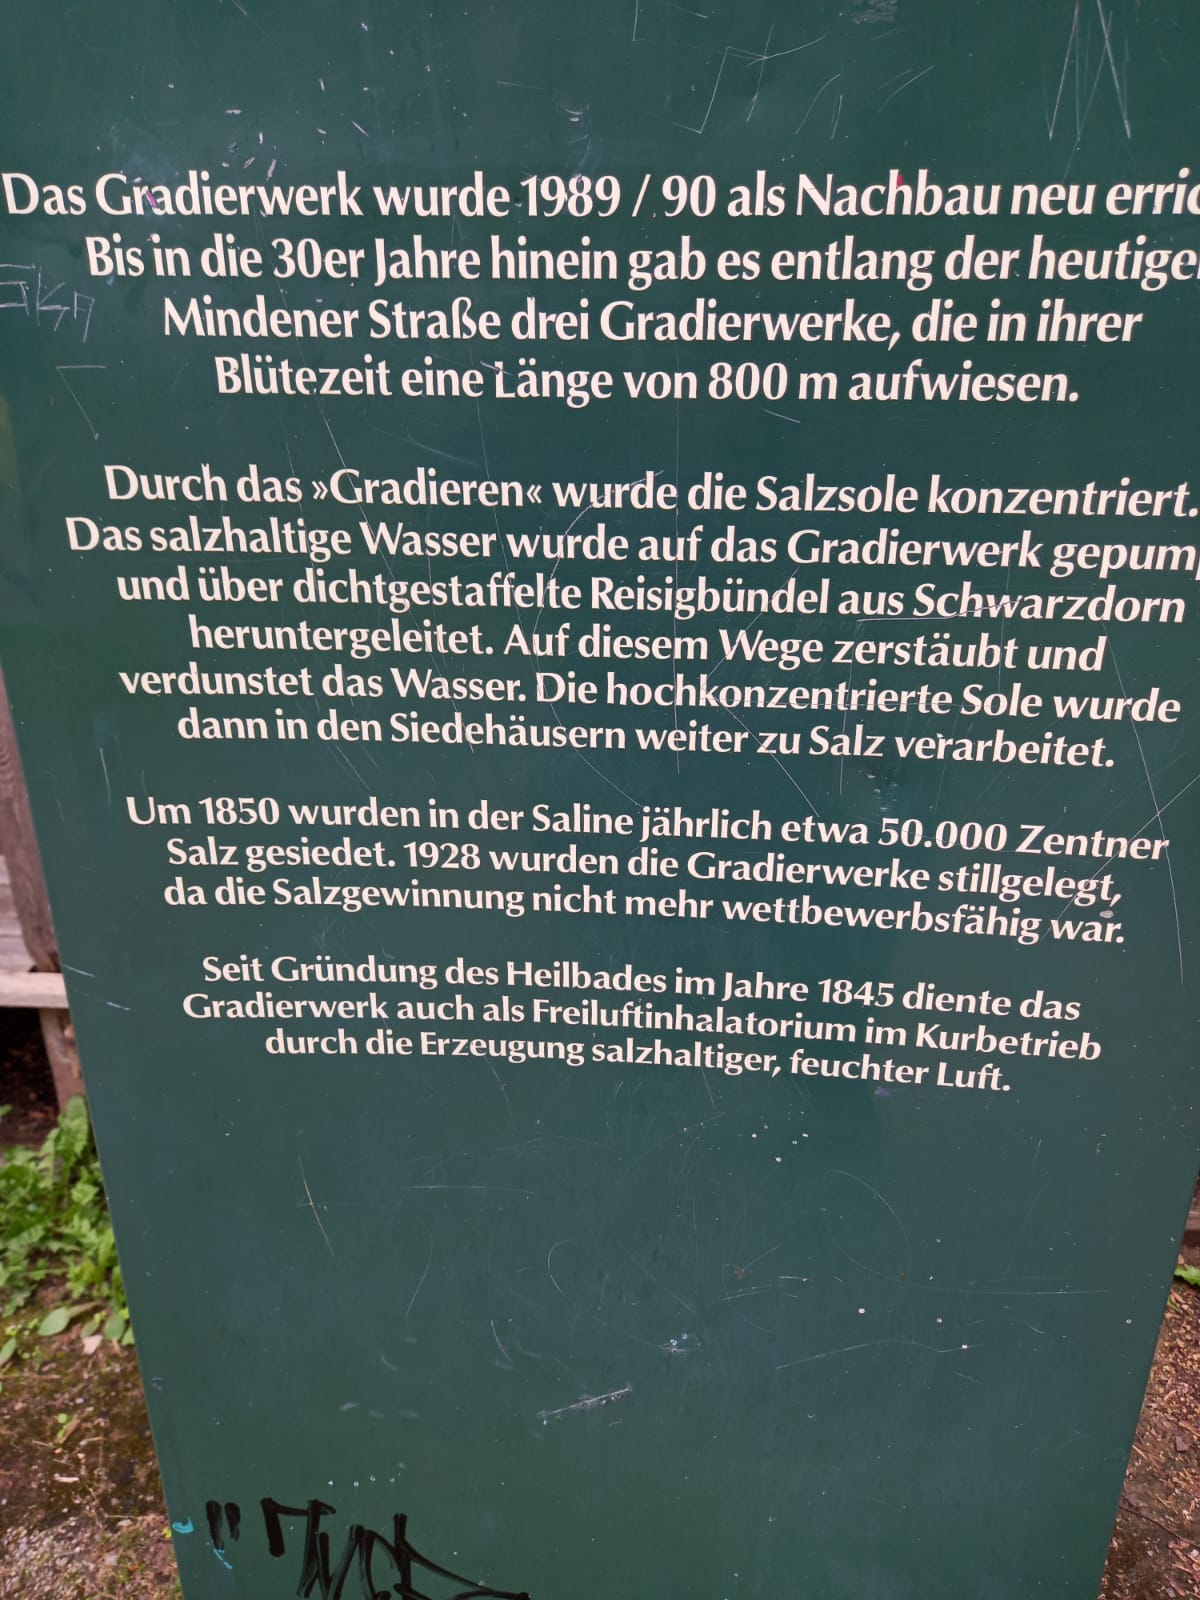 Das Gradierwerk wurde 1989 / 90 als Nachbau neu
Bis in die 30er Jahre hinein gab es entlang der
Mindener Straße drei Gradierwerke, die in ihrer
Blütezeit eine Länge von 800 m aufwiesen.
Durch das »Gradieren« wurde die Salzsole konzentriert.
Das salzhaltige Wasser wurde auf das Gradierwerk
und über dichtgestaffelte Reisigbündel aus Schwarzdorn
heruntergeleitet. Auf diesem Wege zerstäubt und
verdunstet das Wasser. Die hochkonzentrierte Sole wurde
dann in den Siedehäusern weiter zu Salz verarbeitet.
Um 1850 wurden in der Saline jährlich etwa 50.000 Zentner
Salz gesiedet. 1928 wurden die Gradierwerke stillgelegt,
da die Salzgewinnung nicht mehr wettbewerbsfähig war.
Seit Gründung des Heilbades im Jahre 1845 diente das
Gradierwerk auch als Freiluftinhalatorium im Kurbetrieb
durch die Erzeugung salzhaltiger, feuchter Luft.